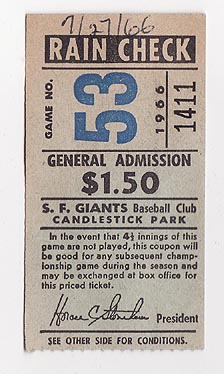 7/27/66
RAIN CHECK
GAME NO. 53 1966 1411
GENERAL ADMISSION
$1.50
S. F. GIANTS Baseball Club
CANDLESTICK PARK
In the event that 4½ innings of
this game are not played, this coupon will
be good for any subsequent champion-
ship game during the season and
may be exchanged at box office for
this priced ticket.
President
SEE OTHER SIDE FOR CONDITIONS.